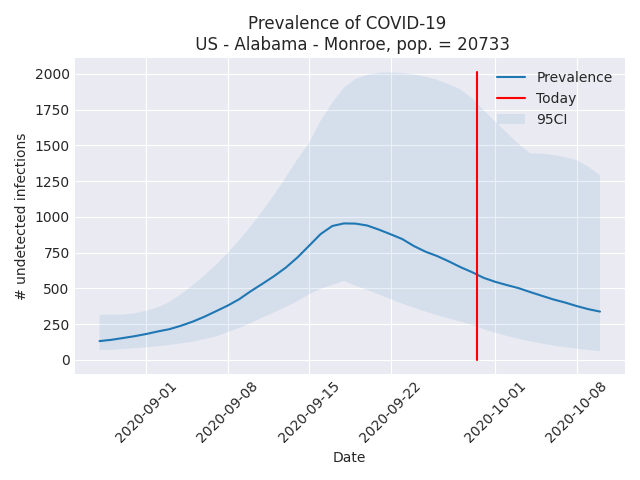 Prevalence of COVID-19
US - Alabama - Monroe, pop. = 20733
2000
1750
1500
1250
1000
750
500
250
0
# undetected infections
Prevalence
Today
95CI
2020-09-01
2020-09-08
2020-09-15
2020-09-22
2020-10-01
2020-10-08
Date